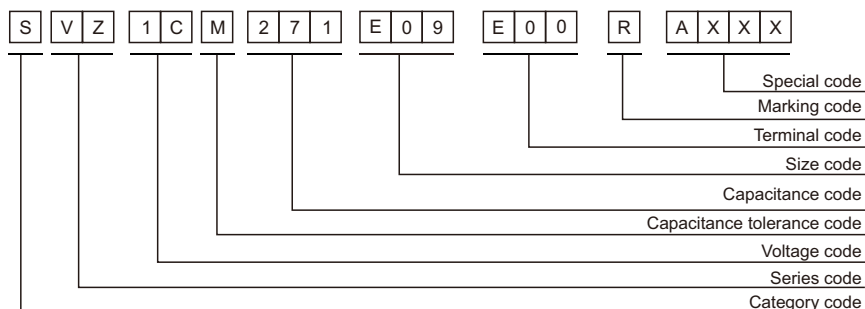 S V Z 1 C M 2 7 1 E 0 9 E 0 0 R A X X X
Special code
Marking code
Terminal code
Size code
Capacitance code
Capacitance tolerance code
Voltage code
Series code
Category code